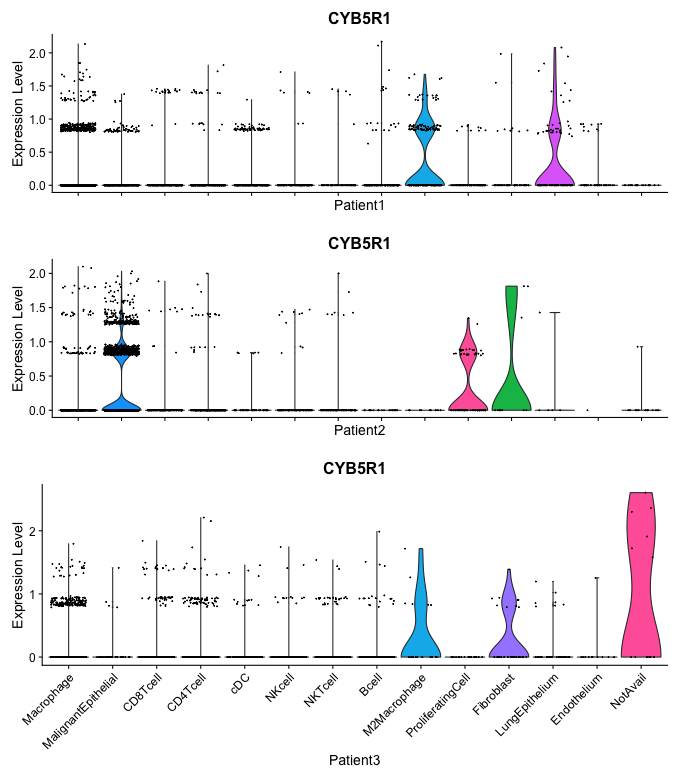 CYB5R1
Expression Level
2.0
1.5
1.0
0.5
0.0
Patient1
CYB5R1
Expression Level
2.0
1.5
1.0
0.5
0.0
Patient2
CYB5R1
Expression Level
2
1
0
Macrophage
MalignantEpithelial
CD8Tcell
CD4Tcell
cDC
NKcell
NKTcell
Bcell
M2Macrophage
ProliferatingCell
Fibroblast
LungEpithelium
Endothelium
NotAvail
Patient3